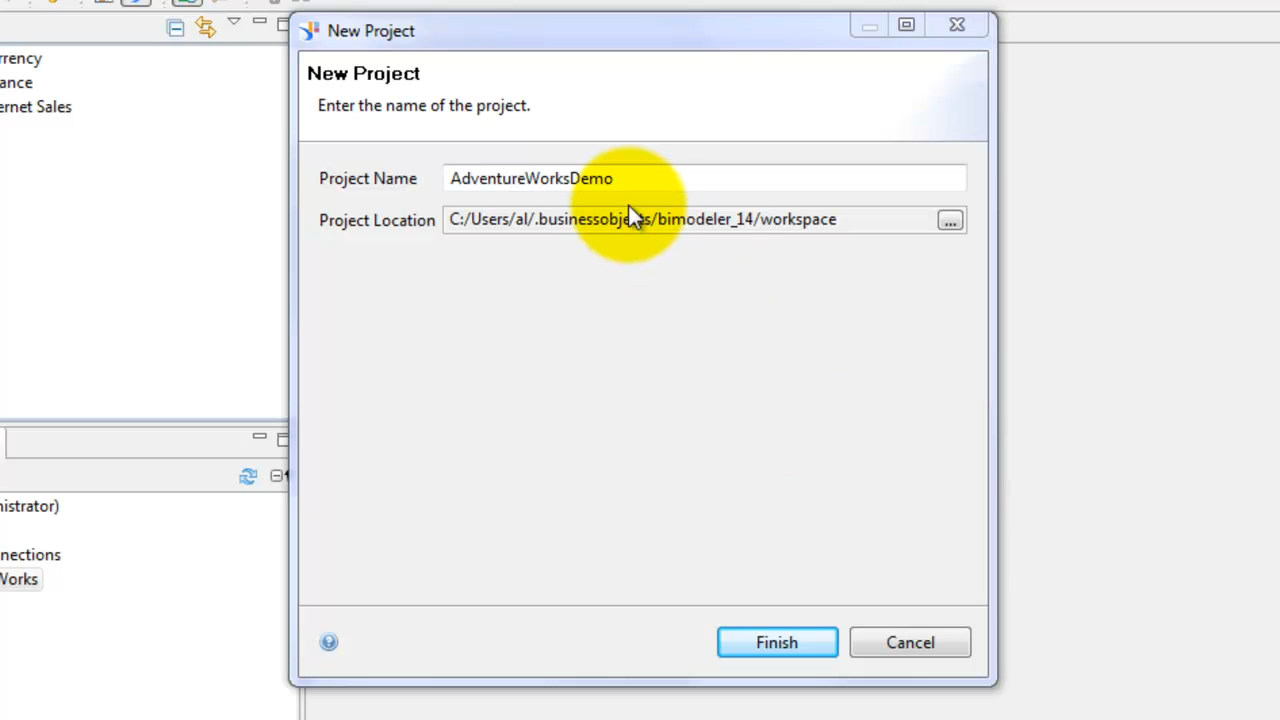 New Project
New Project
Enter the name of the project.
Project Name AdventureWorksDemo
Project Location C:/Users/al/.businessobjects/bimodeler_14/workspace ...
Finish Cancel
rrency
ance
ernet Sales
nistrator)
nnections
Works